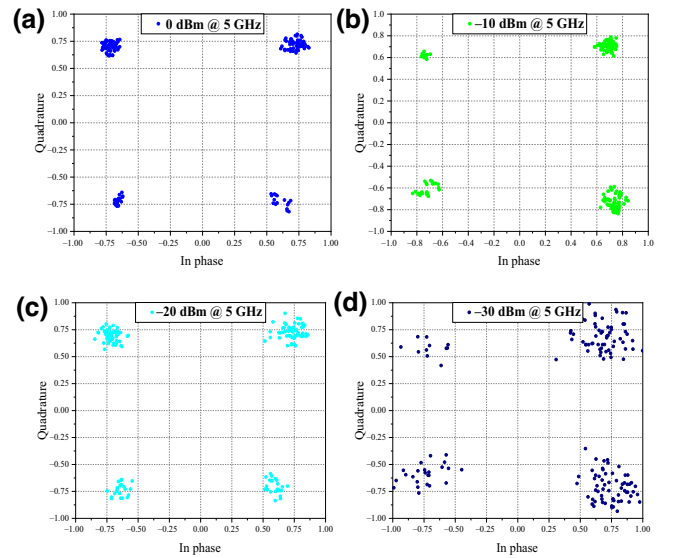 (a)
0 dBm @ 5 GHz
1.00
0.75
0.50
0.25
0.00
−0.25
−0.50
−0.75
−1.00
Quadrature
−1.00 −0.75 −0.50 −0.25 0.00 0.25 0.50 0.75 1.00
In phase
(b)
−10 dBm @ 5 GHz
1.0
0.8
0.6
0.4
0.2
0.0
−0.2
−0.4
−0.6
−0.8
−1.0
Quadrature
−1.0 −0.8 −0.6 −0.4 −0.2 0.0 0.2 0.4 0.6 0.8 1.0
In phase
(c)
−20 dBm @ 5 GHz
1.00
0.75
0.50
0.25
0.00
−0.25
−0.50
−0.75
−1.00
Quadrature
−1.00 −0.75 −0.50 −0.25 0.00 0.25 0.50 0.75 1.00
In phase
(d)
−30 dBm @ 5 GHz
1.00
0.75
0.50
0.25
0.00
−0.25
−0.50
−0.75
−1.00
Quadrature
−1.00 −0.75 −0.50 −0.25 0.00 0.25 0.50 0.75 1.00
In phase